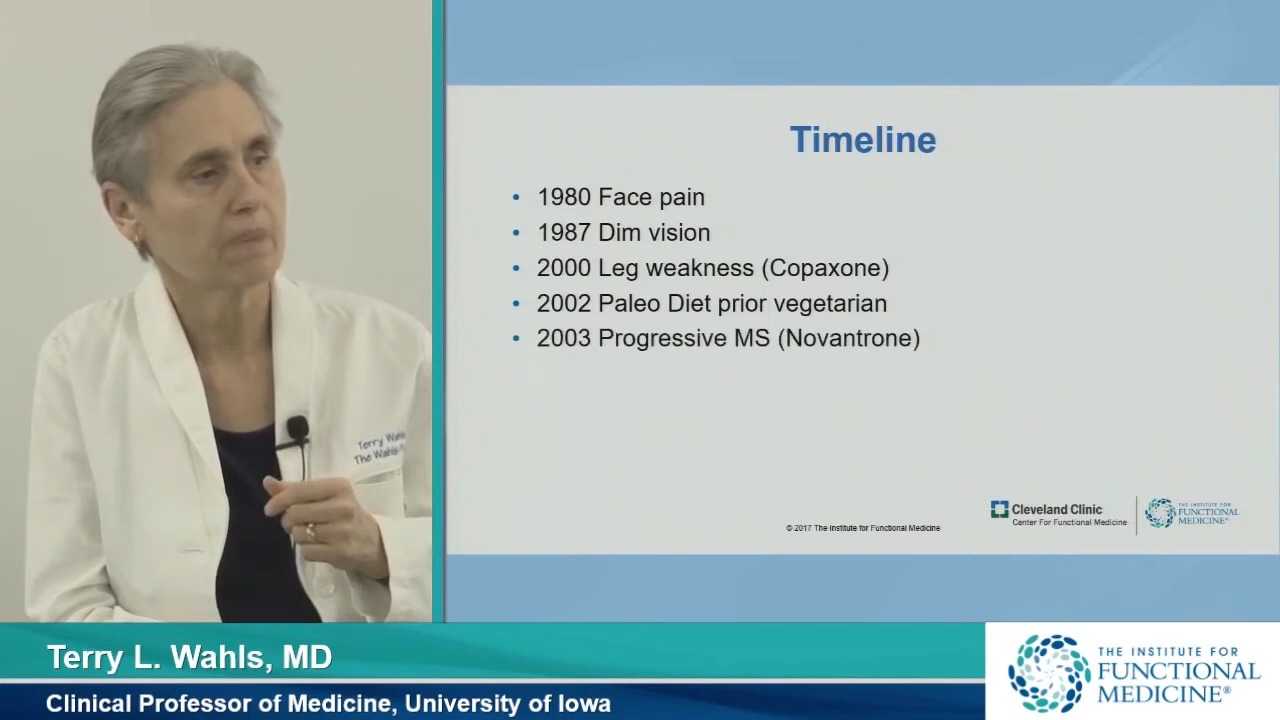 Timeline
• 1980 Face pain
• 1987 Dim vision
• 2000 Leg weakness (Copaxone)
• 2002 Paleo Diet prior vegetarian
• 2003 Progressive MS (Novantrone)
Terry
The
© 2017 The Institute for Functional Medicine
Cleveland Clinic
Center For Functional Medicine
THE INSTITUTE FOR
FUNCTIONAL
MEDICINE®
Terry L. Wahls, MD
Clinical Professor of Medicine, University of Iowa
THE INSTITUTE FOR
FUNCTIONAL
MEDICINE®